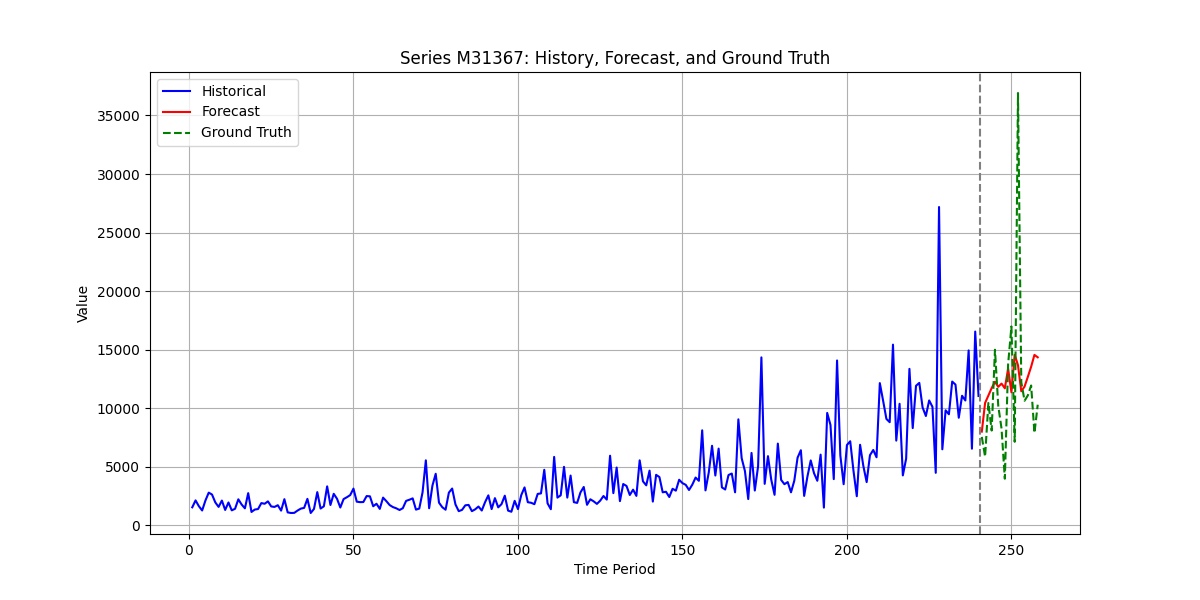 Series M31367: History, Forecast, and Ground Truth
Historical
Forecast
Ground Truth
35000
30000
25000
20000
15000
10000
5000
0
Value
0 50 100 150 200 250
Time Period